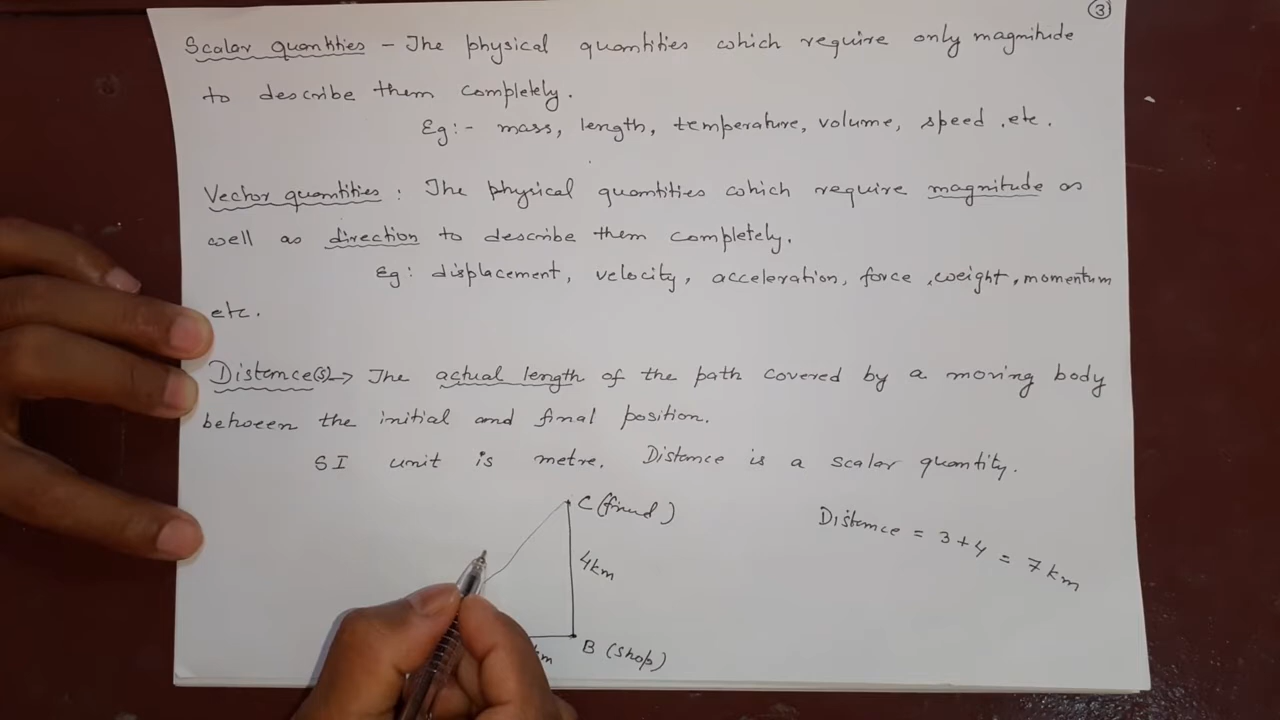 ③
Scalar quantities - The physical quantities which require only magnitude
to describe them completely.
Eg:- mass, length, temperature, volume, speed .etc.
Vector quantities : The physical quantities which require magnitude as
well as direction to describe them completely.
Eg: displacement, velocity, acceleration, force ,weight, momentum
etc.
Distance(s)→ The actual length of the path covered by a moving body
between the initial and final position.
SI unit is metre. Distance is a scalar quantity.
C (final)
Distance = 3+4 = 7km
4km
B (shop)